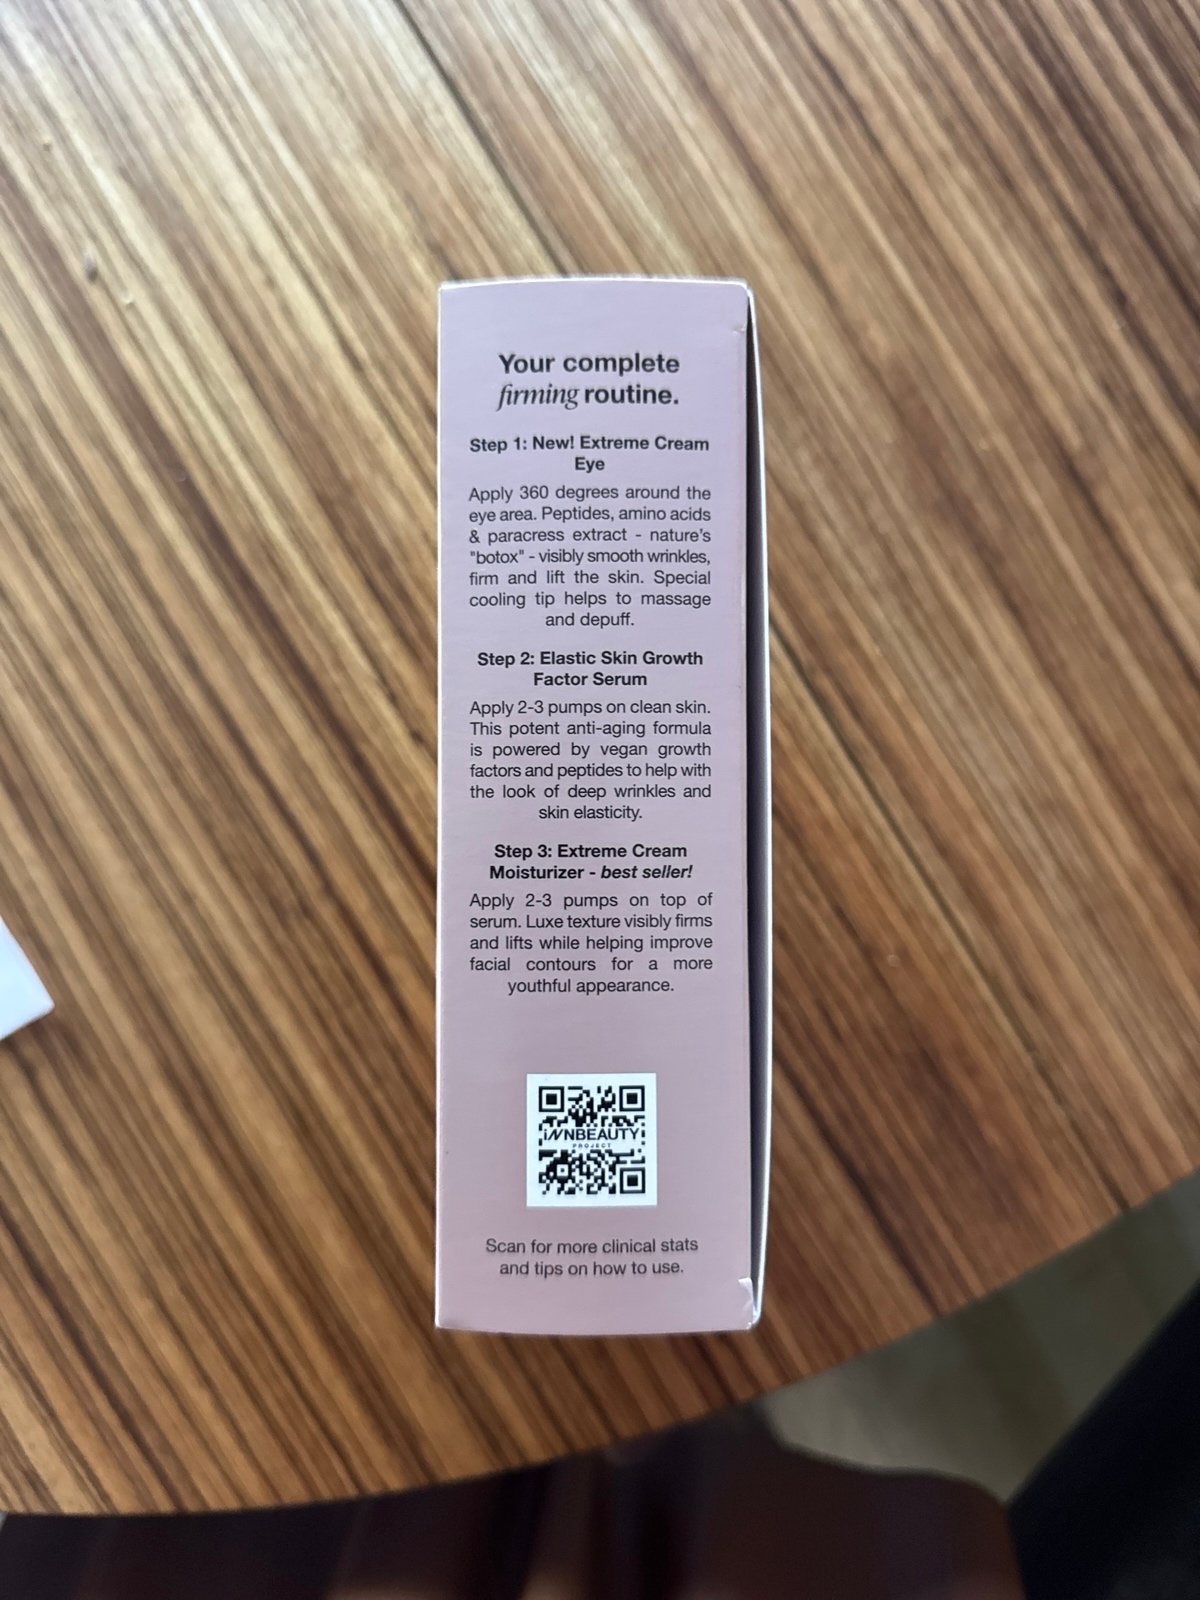 Your complete
firming routine.
Step 1: New! Extreme Cream
Eye
Apply 360 degrees around the
eye area. Peptides, amino acids
& paracress extract - nature's
"botox" - visibly smooth wrinkles,
firm and lift the skin. Special
cooling tip helps to massage
and depuff.
Step 2: Elastic Skin Growth
Factor Serum
Apply 2-3 pumps on clean skin.
This potent anti-aging formula
is powered by vegan growth
factors and peptides to help with
the look of deep wrinkles and
skin elasticity.
Step 3: Extreme Cream
Moisturizer - best seller!
Apply 2-3 pumps on top of
serum. Luxe texture visibly firms
and lifts while helping improve
facial contours for a more
youthful appearance.
iNNBEAUTY
PROJECT
Scan for more clinical stats
and tips on how to use.